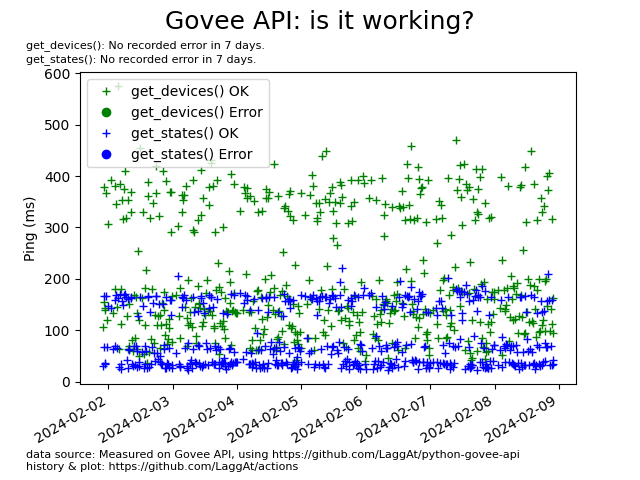 Govee API: is it working?
get_devices(): No recorded error in 7 days.
get_states(): No recorded error in 7 days.
600
500
400
300
200
100
0
Ping (ms)
get_devices() OK
get_devices() Error
get_states() OK
get_states() Error
2024-02-02
2024-02-03
2024-02-04
2024-02-05
2024-02-06
2024-02-07
2024-02-08
2024-02-09
data source: Measured on Govee API, using https://github.com/LaggAt/python-govee-api
history & plot: https://github.com/LaggAt/actions